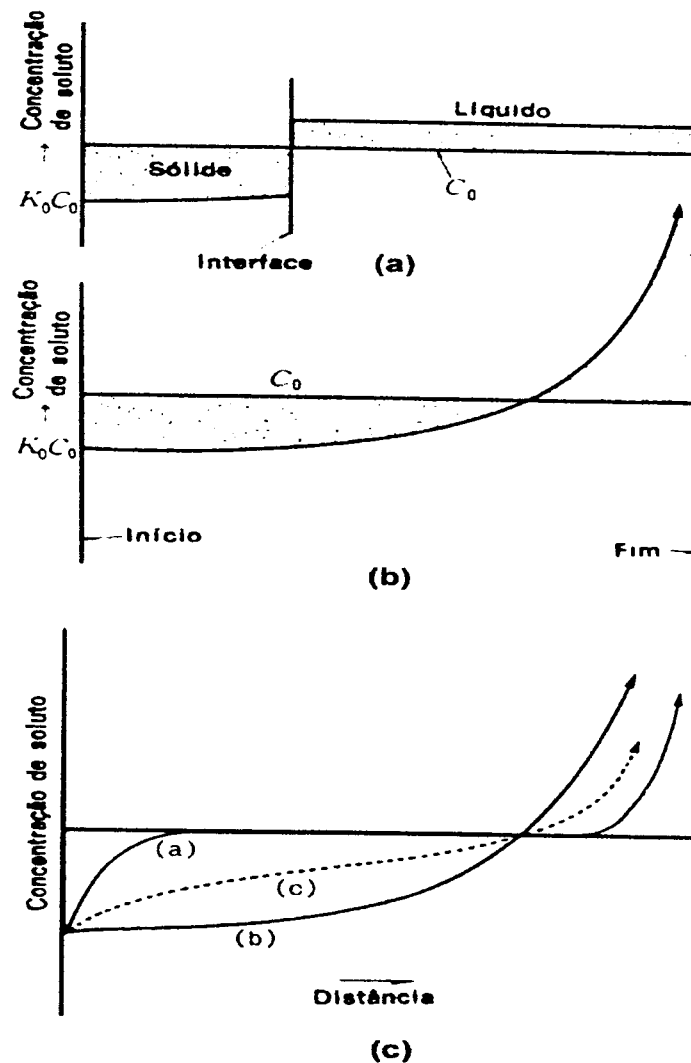 → Concentração
de soluto
Líquido
Sólido
C₀
K₀C₀
Interface
(a)
→ Concentração
de soluto
C₀
K₀C₀
Início
Fim
(b)
Concentração de soluto
(a)
(c)
(b)
Distância
(c)